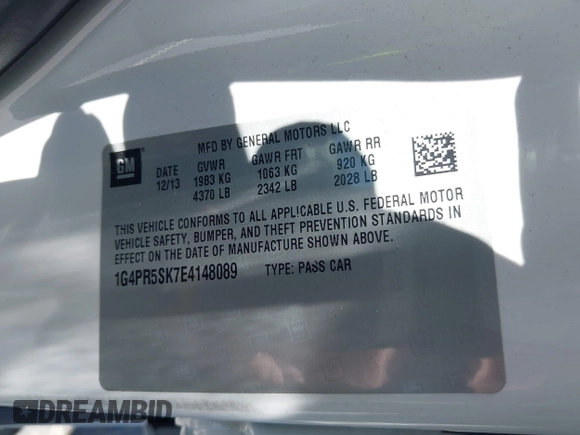 MFD BY GENERAL MOTORS LLC
GM
DATE GVWR GAWR FRT GAWR RR
12/13 1983 KG 1063 KG 920 KG
4370 LB 2342 LB 2028 LB
THIS VEHICLE CONFORMS TO ALL APPLICABLE U.S. FEDERAL MOTOR
VEHICLE SAFETY, BUMPER, AND THEFT PREVENTION STANDARDS IN
EFFECT ON THE DATE OF MANUFACTURE SHOWN ABOVE.
1G4PR5SK7E4148089 TYPE: PASS CAR
DREAMBID